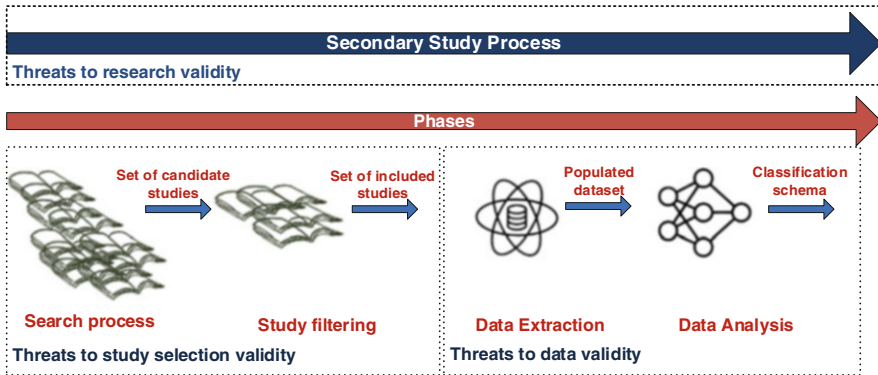 Secondary Study Process
Threats to research validity
Phases
Set of candidate
studies
Set of included
studies
Populated
dataset
Classification
schema
Search process
Study filtering
Data Extraction
Data Analysis
Threats to study selection validity
Threats to data validity